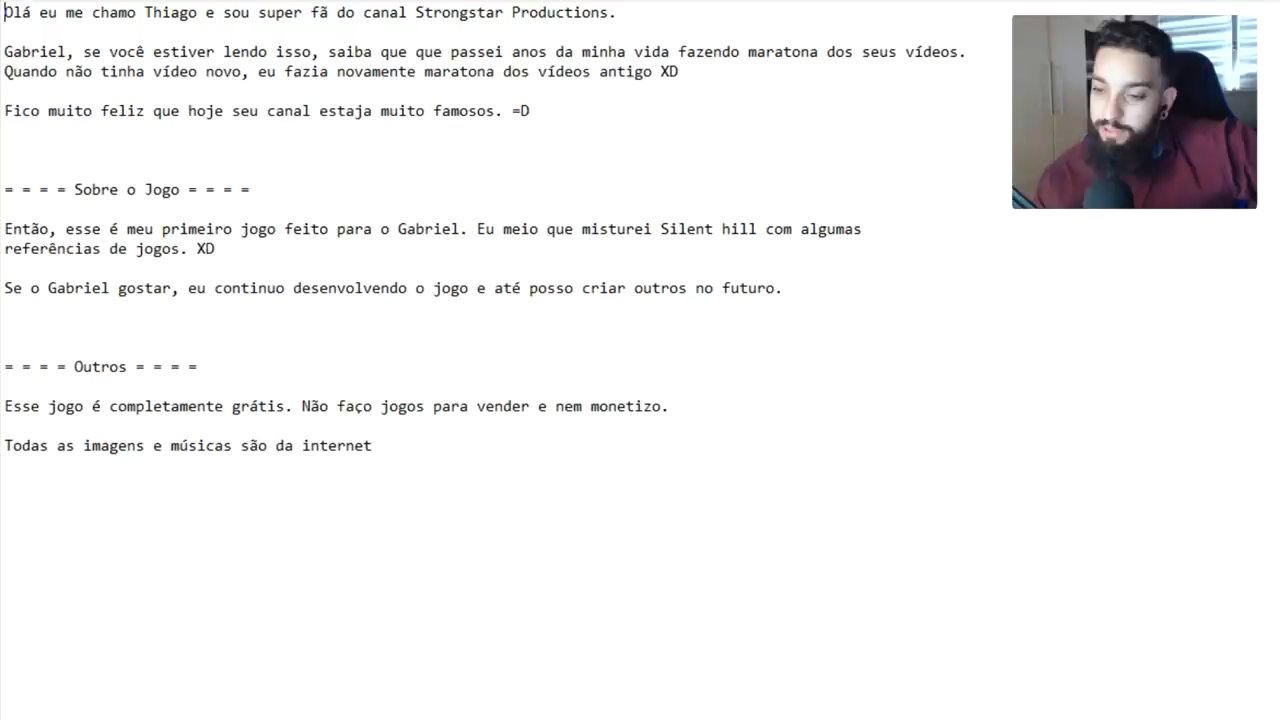 Olá eu me chamo Thiago e sou super fã do canal Strongstar Productions.
Gabriel, se você estiver lendo isso, saiba que que passei anos da minha vida fazendo maratona dos seus vídeos.
Quando não tinha vídeo novo, eu fazia novamente maratona dos vídeos antigo XD
Fico muito feliz que hoje seu canal estaja muito famosos. =D
= = = = Sobre o Jogo = = = =
Então, esse é meu primeiro jogo feito para o Gabriel. Eu meio que misturei Silent hill com algumas
referências de jogos. XD
Se o Gabriel gostar, eu continuo desenvolvendo o jogo e até posso criar outros no futuro.
= = = = Outros = = = =
Esse jogo é completamente grátis. Não faço jogos para vender e nem monetizo.
Todas as imagens e músicas são da internet